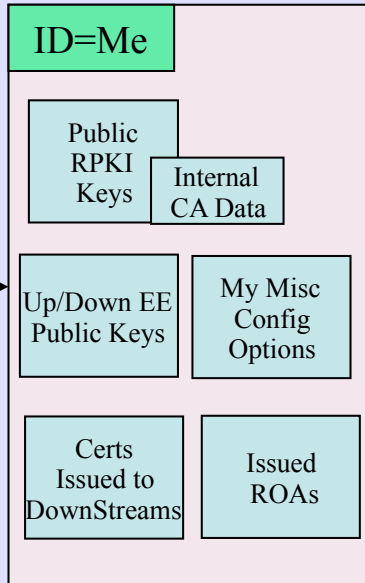 ID=Me
Public
RPKI
Keys
Internal
CA Data
Up/Down EE
Public Keys
My Misc
Config
Options
Certs
Issued to
DownStreams
Issued
ROAs